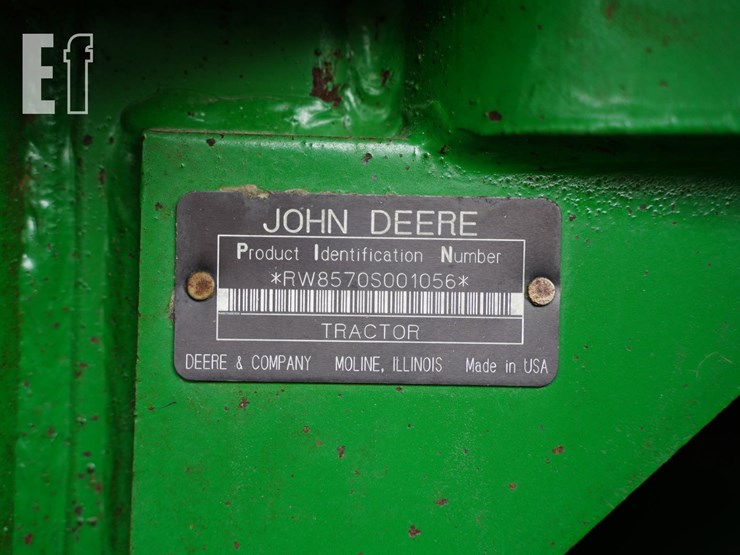 Ef
JOHN DEERE
Product Identification Number
*RW8570S001056*
TRACTOR
DEERE & COMPANY MOLINE, ILLINOIS Made in USA